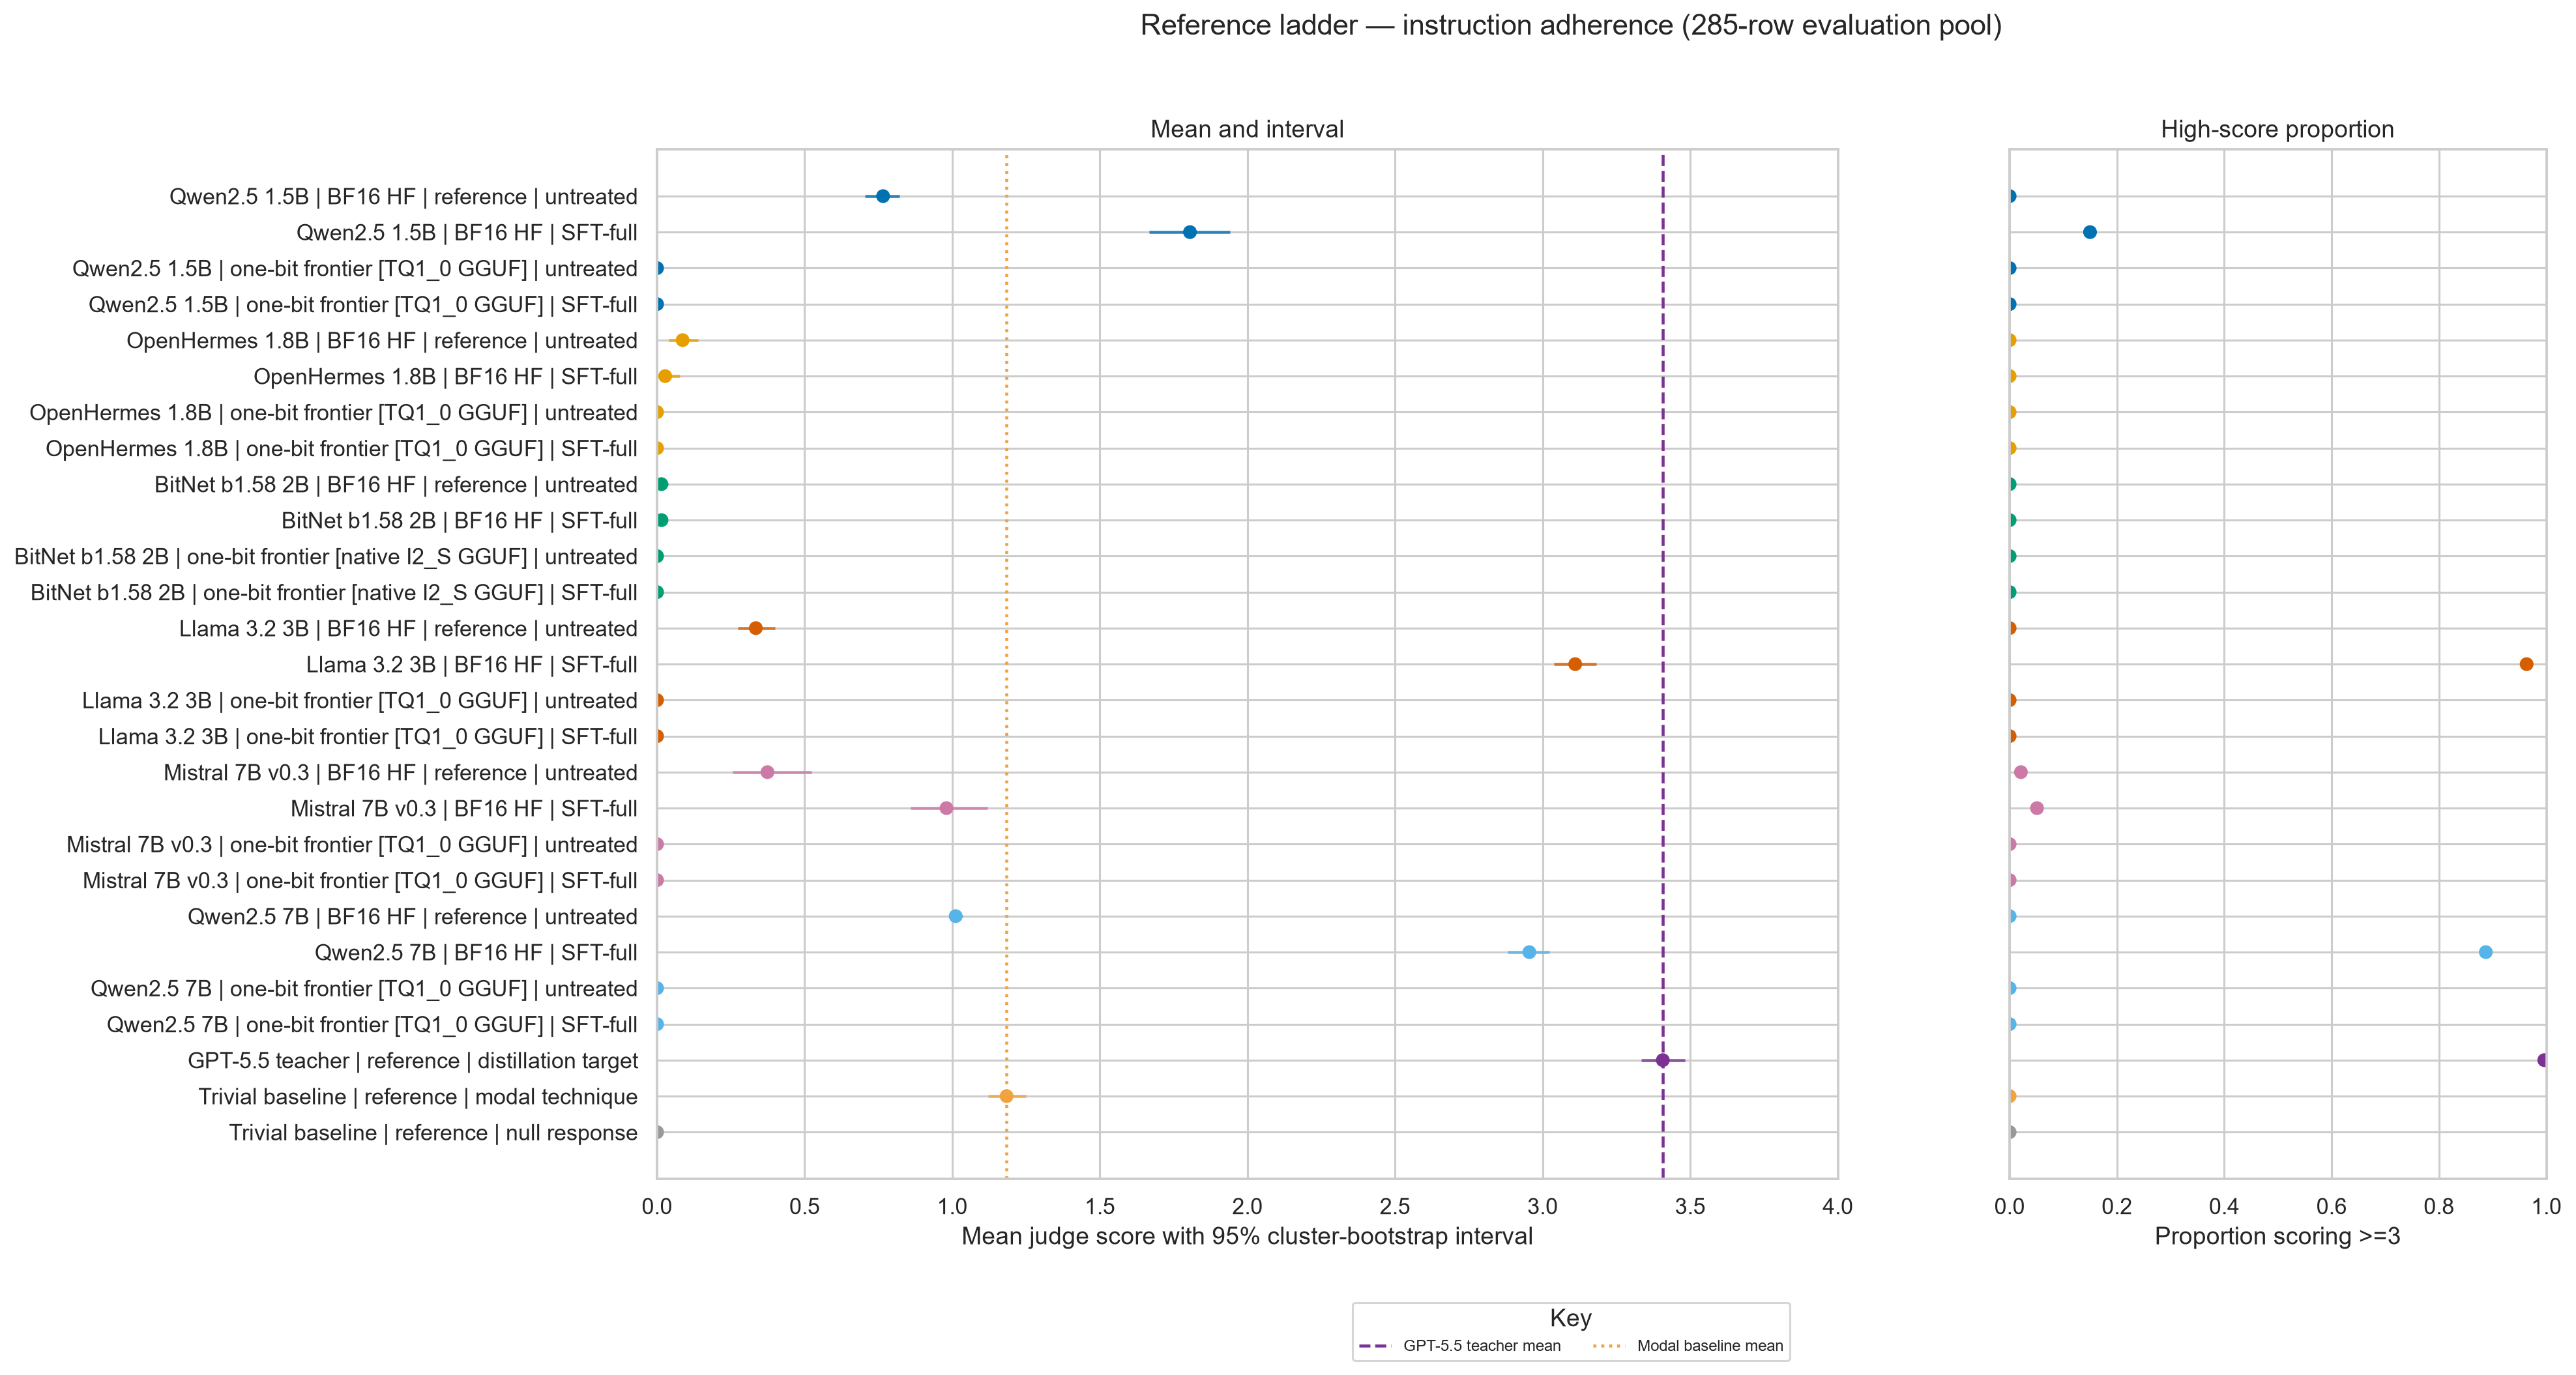 Reference ladder — instruction adherence (285-row evaluation pool)
Mean and interval
High-score proportion
Qwen2.5 1.5B | BF16 HF | reference | untreated
Qwen2.5 1.5B | BF16 HF | SFT-full
Qwen2.5 1.5B | one-bit frontier [TQ1_0 GGUF] | untreated
Qwen2.5 1.5B | one-bit frontier [TQ1_0 GGUF] | SFT-full
OpenHermes 1.8B | BF16 HF | reference | untreated
OpenHermes 1.8B | BF16 HF | SFT-full
OpenHermes 1.8B | one-bit frontier [TQ1_0 GGUF] | untreated
OpenHermes 1.8B | one-bit frontier [TQ1_0 GGUF] | SFT-full
BitNet b1.58 2B | BF16 HF | reference | untreated
BitNet b1.58 2B | BF16 HF | SFT-full
BitNet b1.58 2B | one-bit frontier [native I2_S GGUF] | untreated
BitNet b1.58 2B | one-bit frontier [native I2_S GGUF] | SFT-full
Llama 3.2 3B | BF16 HF | reference | untreated
Llama 3.2 3B | BF16 HF | SFT-full
Llama 3.2 3B | one-bit frontier [TQ1_0 GGUF] | untreated
Llama 3.2 3B | one-bit frontier [TQ1_0 GGUF] | SFT-full
Mistral 7B v0.3 | BF16 HF | reference | untreated
Mistral 7B v0.3 | BF16 HF | SFT-full
Mistral 7B v0.3 | one-bit frontier [TQ1_0 GGUF] | untreated
Mistral 7B v0.3 | one-bit frontier [TQ1_0 GGUF] | SFT-full
Qwen2.5 7B | BF16 HF | reference | untreated
Qwen2.5 7B | BF16 HF | SFT-full
Qwen2.5 7B | one-bit frontier [TQ1_0 GGUF] | untreated
Qwen2.5 7B | one-bit frontier [TQ1_0 GGUF] | SFT-full
GPT-5.5 teacher | reference | distillation target
Trivial baseline | reference | modal technique
Trivial baseline | reference | null response
0.0 0.5 1.0 1.5 2.0 2.5 3.0 3.5 4.0
Mean judge score with 95% cluster-bootstrap interval
0.0 0.2 0.4 0.6 0.8 1.0
Proportion scoring >=3
Key
GPT-5.5 teacher mean
Modal baseline mean